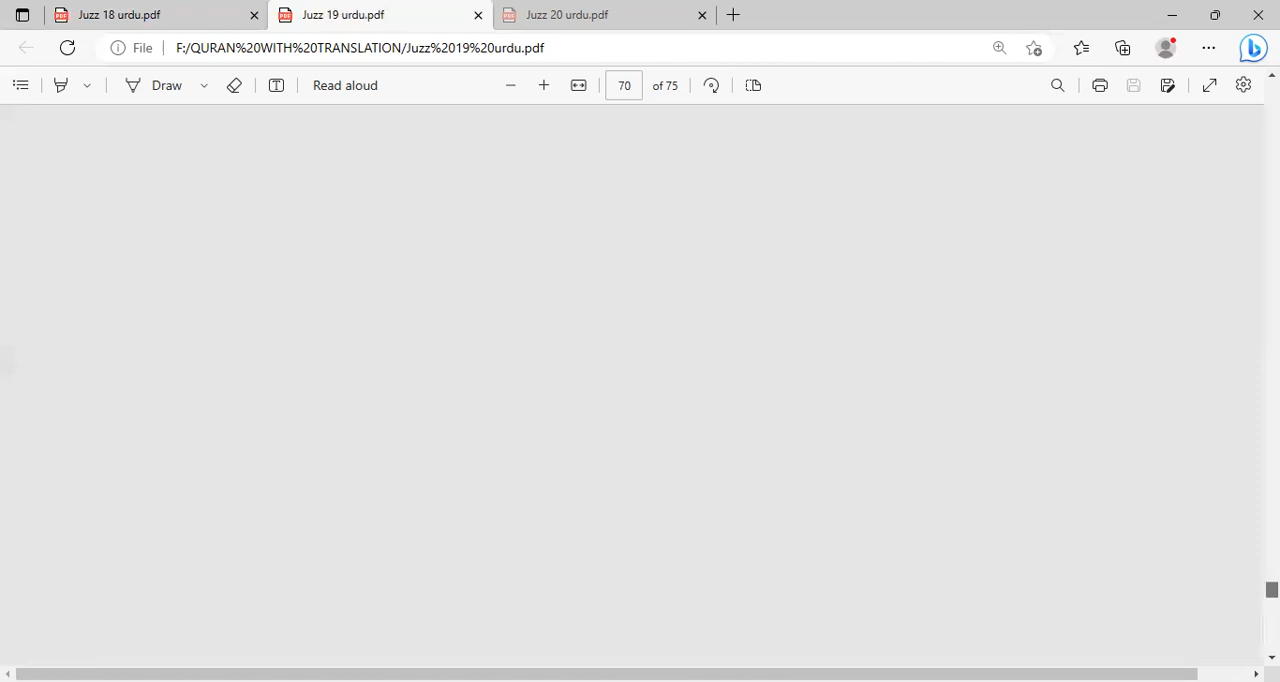 Juzz 18 urdu.pdf
Juzz 19 urdu.pdf
Juzz 20 urdu.pdf
File
F:/QURAN%20WITH%20TRANSLATION/Juzz%2019%20urdu.pdf
Draw
Read aloud
70 of 75